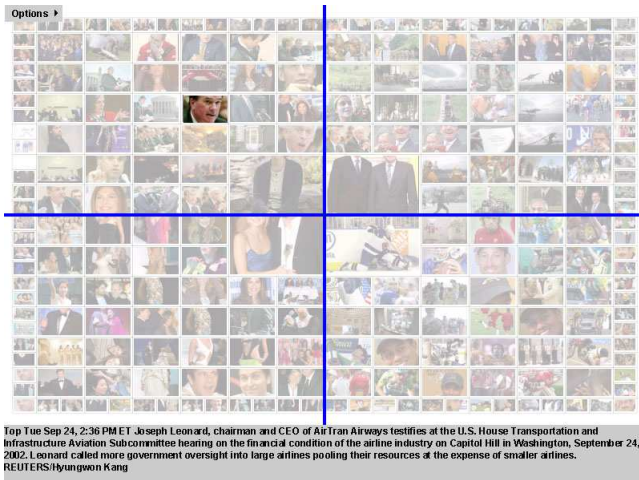 Options
Top Tue Sep 24, 2:36 PM ET Joseph Leonard, chairman and CEO of AirTran Airways testifies at the U.S. House Transportation and
Infrastructure Aviation Subcommittee hearing on the financial condition of the airline industry on Capitol Hill in Washington, September 24,
2002. Leonard called more government oversight into large airlines pooling their resources at the expense of smaller airlines.
REUTERS/Hyungwon Kang